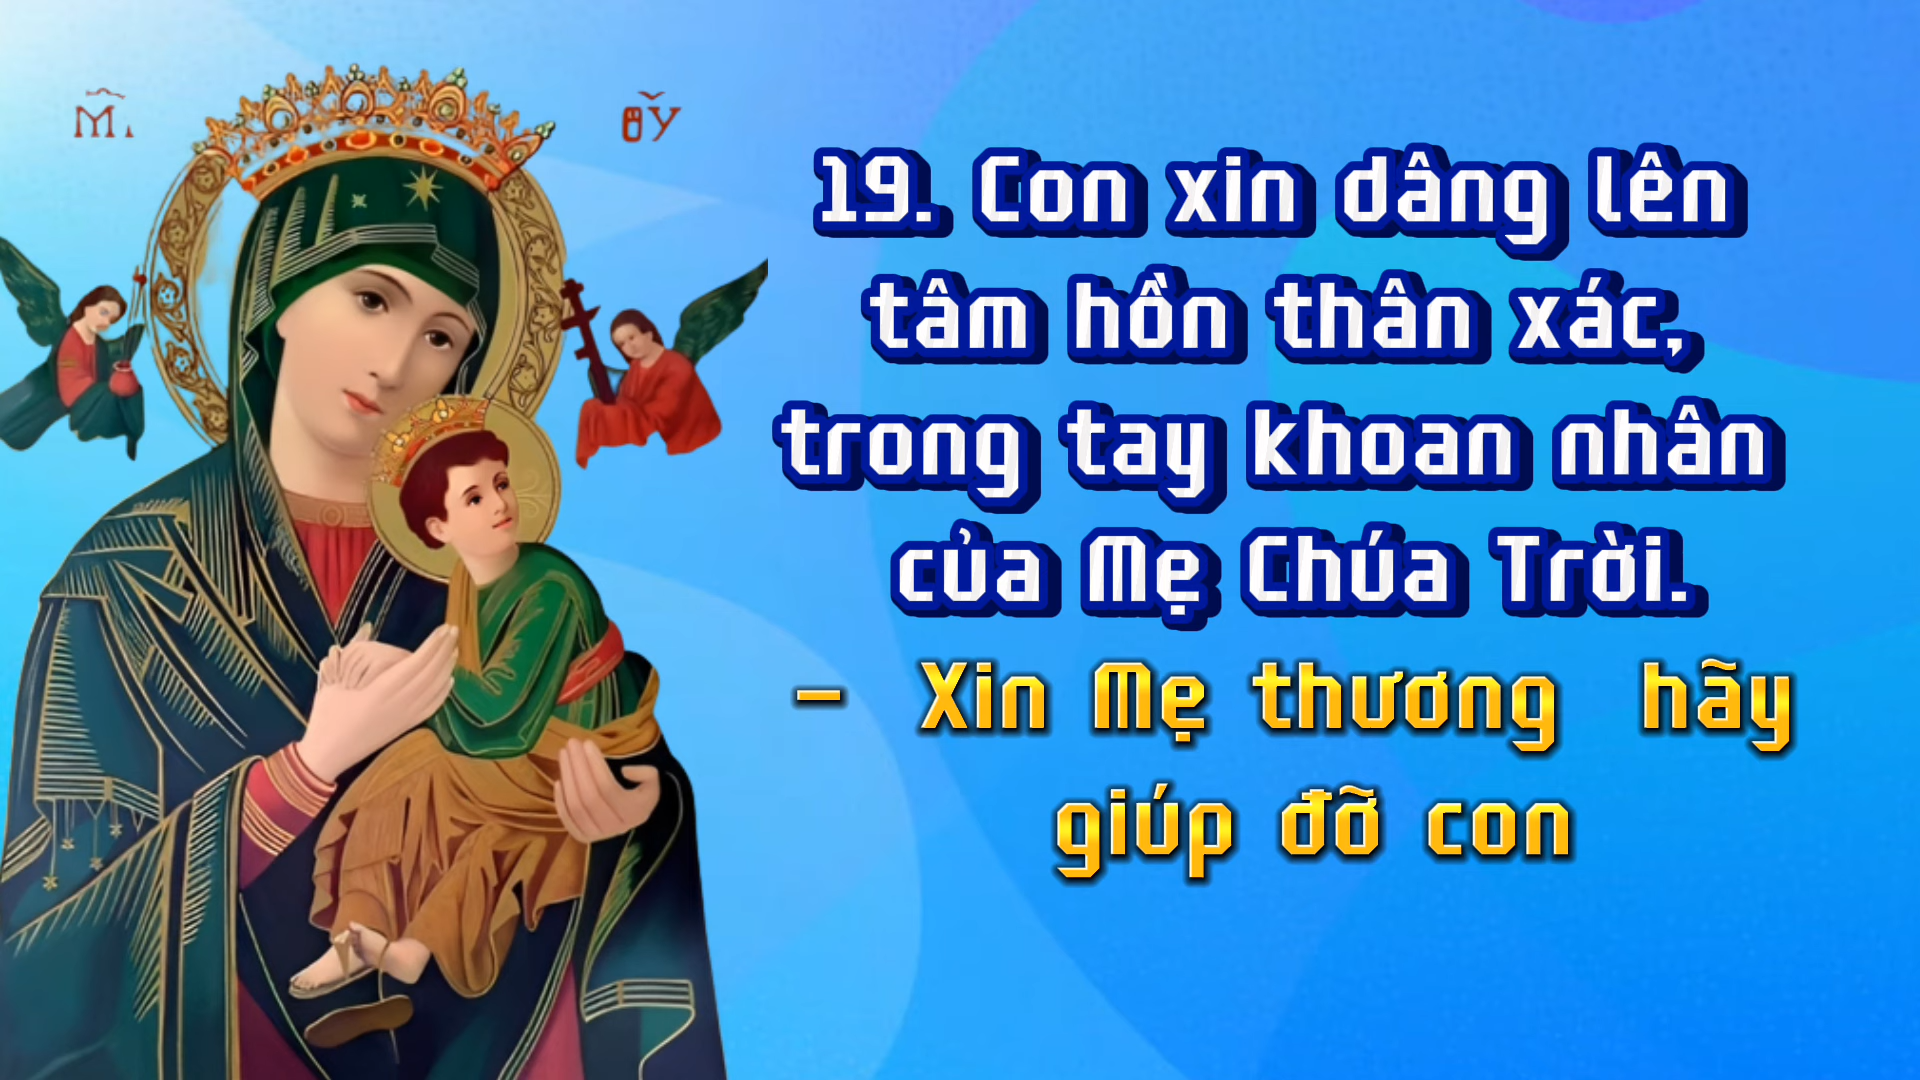 19. Con xin dâng lên
tâm hồn thân xác,
trong tay khoan nhân
của Mẹ Chúa Trời.
- Xin Mẹ thương hãy
giúp đỡ con